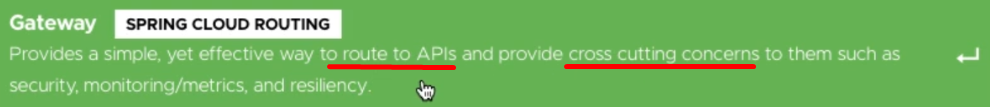 Gateway SPRING CLOUD ROUTING
Provides a simple, yet effective way to route to APIs and provide cross cutting concerns to them such as
security, monitoring/metrics, and resiliency.